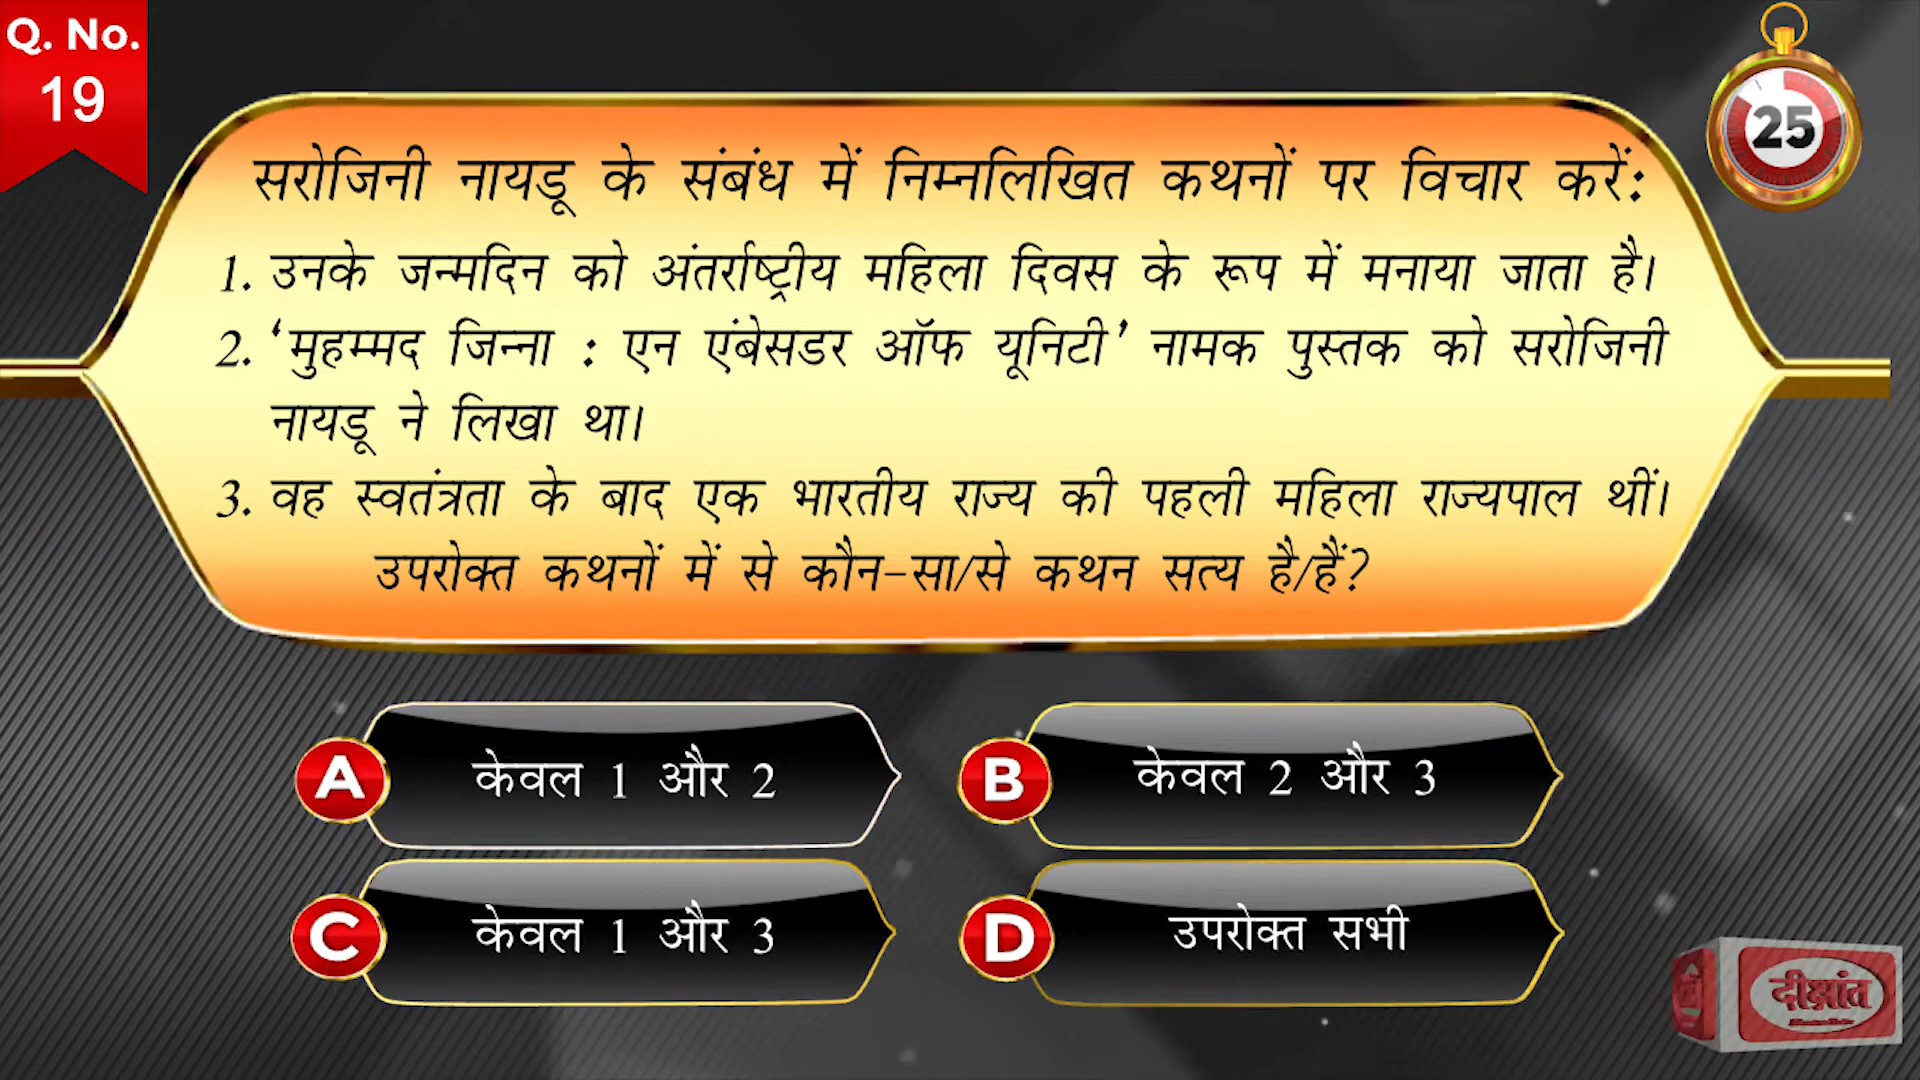 Q. No.
19
25
सरोजिनी नायडू के संबंध में निम्नलिखित कथनों पर विचार करें:
1. उनके जन्मदिन को अंतर्राष्ट्रीय महिला दिवस के रूप में मनाया जाता है।
2. ‘मुहम्मद जिन्ना : एन एंबेसडर ऑफ यूनिटी’ नामक पुस्तक को सरोजिनी
नायडू ने लिखा था।
3. वह स्वतंत्रता के बाद एक भारतीय राज्य की पहली महिला राज्यपाल थीं।
उपरोक्त कथनों में से कौन-सा/से कथन सत्य है/हैं?
A केवल 1 और 2
B केवल 2 और 3
C केवल 1 और 3
D उपरोक्त सभी
दीक्षांत